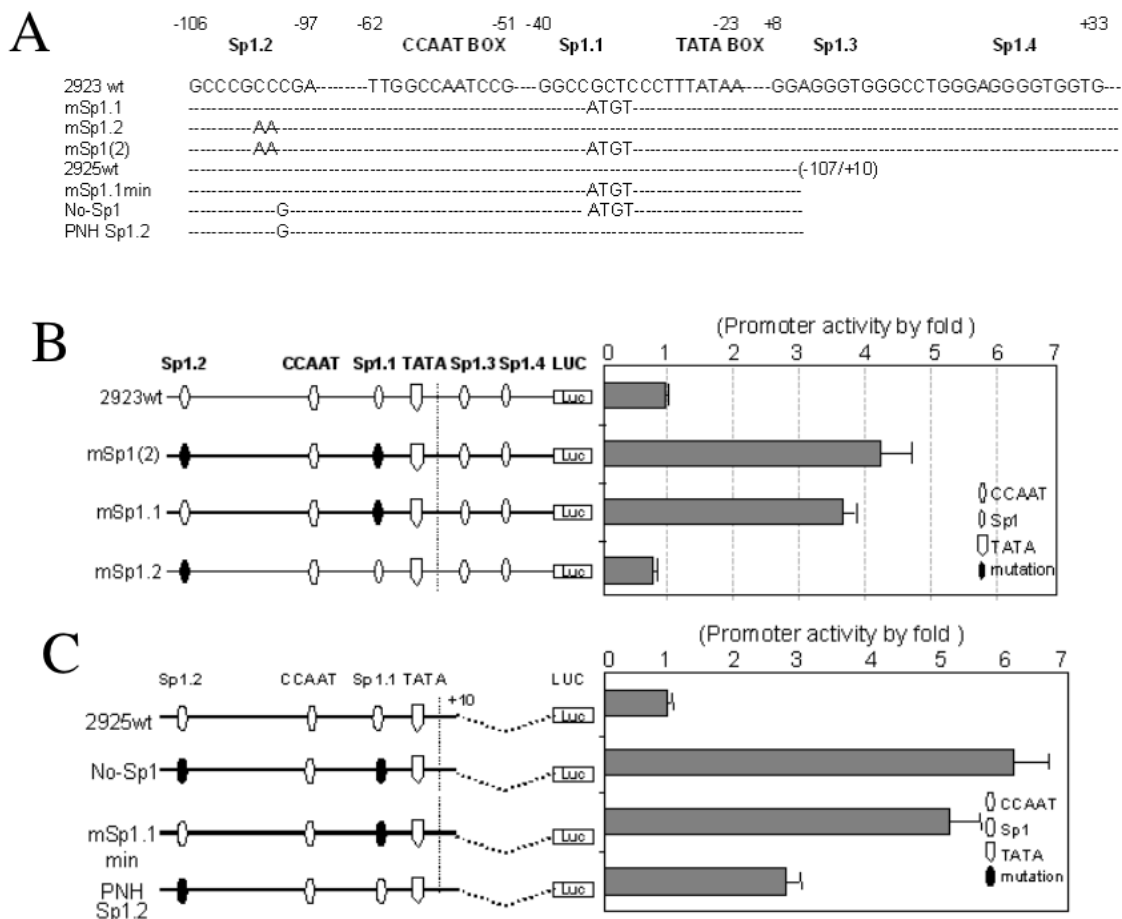 A
-106 -97 -62 -51 -40 -23 +8 +33
Sp1.2 CCAAT BOX Sp1.1 TATA BOX Sp1.3 Sp1.4
2923 wt GCCCGCCCGA--------TTGGCCAATCCG----GGCCGCTCCCTTTATAA----GGAGGGTGGGCCTGGGAGGGGTGGTG--
mSp1.1 ATGT
mSp1.2 AA
mSp1(2) AA ATGT
2925wt (-107/+10)
mSp1.1min ATGT
No-Sp1 G ATGT
PNH Sp1.2 G
B
(Promoter activity by fold )
0 1 2 3 4 5 6 7
Sp1.2 CCAAT Sp1.1 TATA Sp1.3 Sp1.4 LUC
2923wt Luc
mSp1(2) Luc
mSp1.1 Luc
mSp1.2 Luc
CCAAT
Sp1
TATA
mutation
C
(Promoter activity by fold )
0 1 2 3 4 5 6 7
Sp1.2 CCAAT Sp1.1 TATA +10 LUC
2925wt Luc
No-Sp1 Luc
mSp1.1 Luc
min
PNH Luc
Sp1.2
CCAAT
Sp1
TATA
mutation